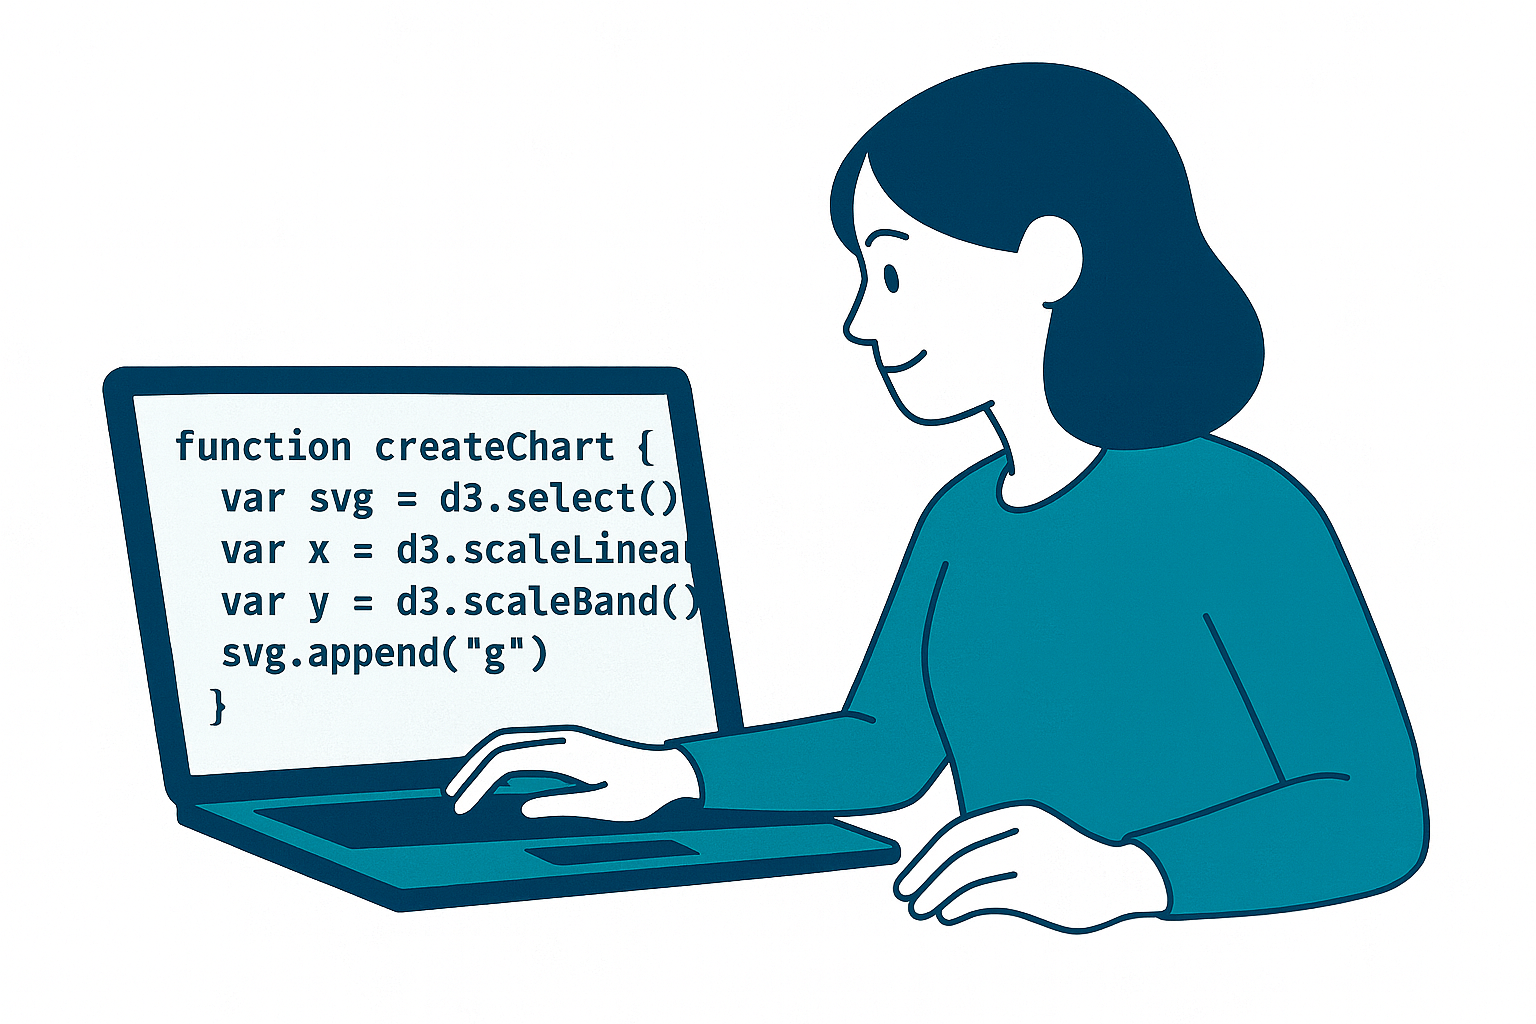 function createChart {
var svg = d3.select()
var x = d3.scaleLinea
var y = d3.scaleBand()
svg.append("g")
}